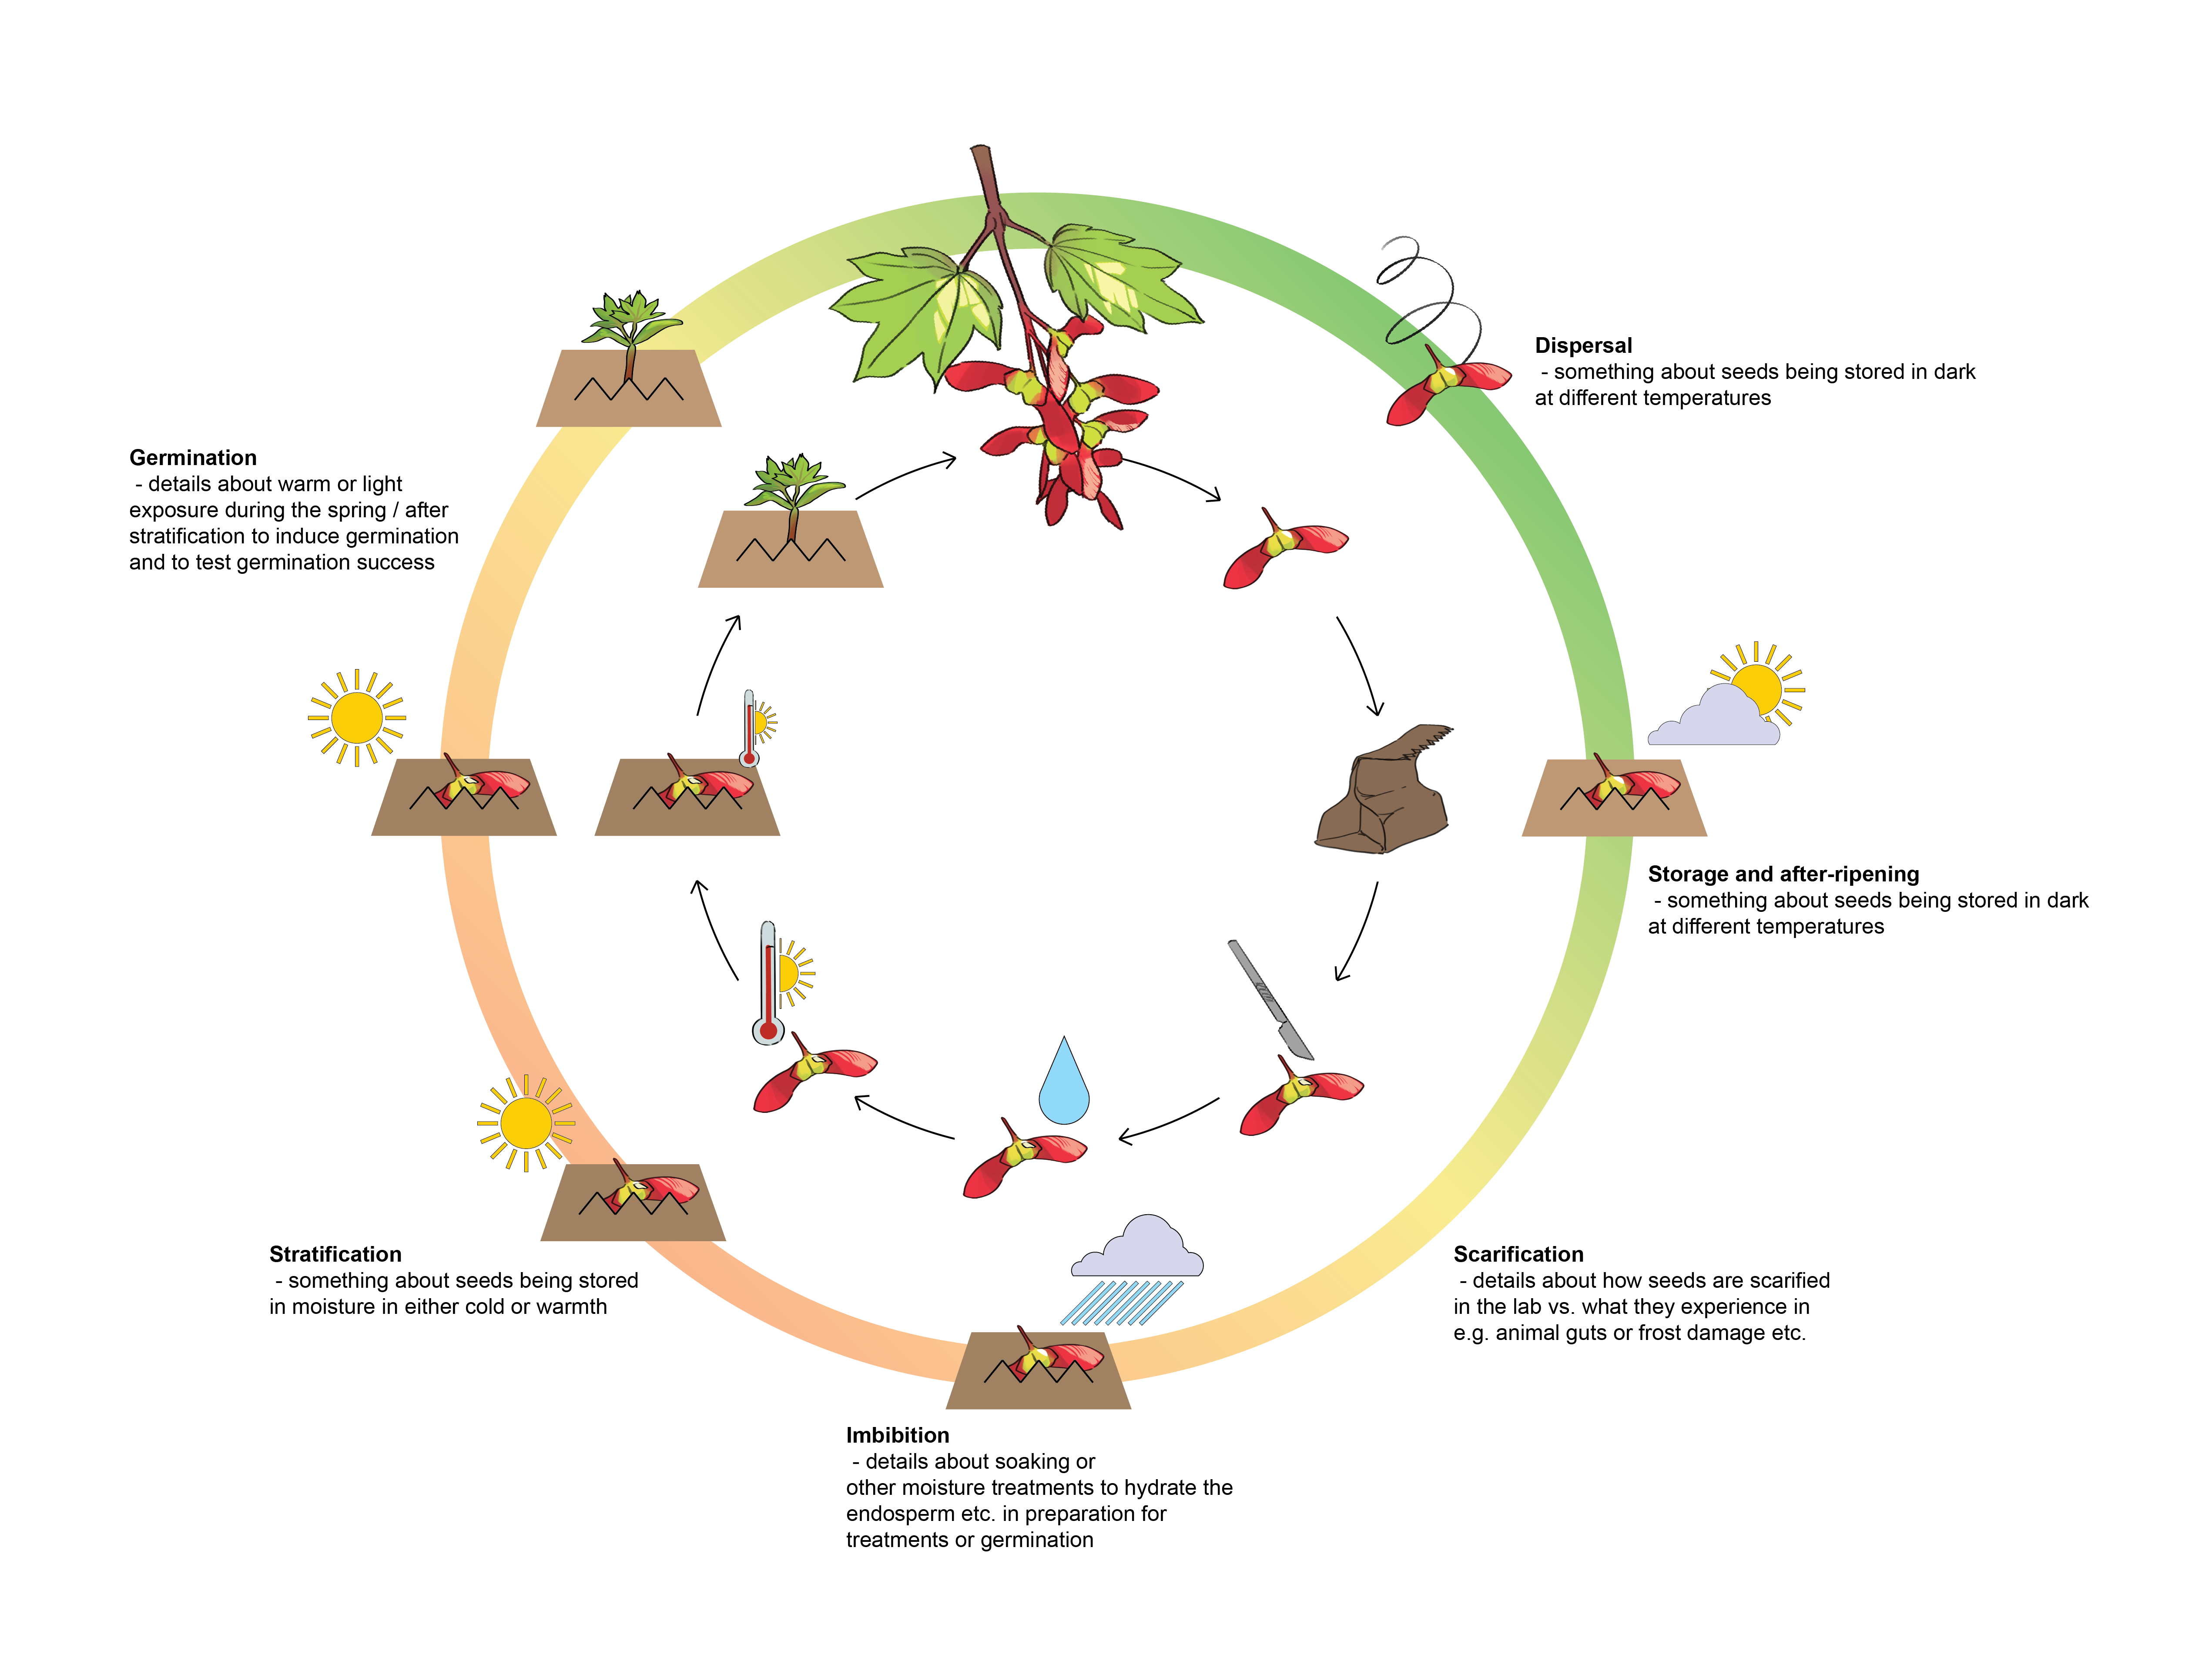 Dispersal
- something about seeds being stored in dark
at different temperatures
Germination
- details about warm or light
exposure during the spring / after
stratification to induce germination
and to test germination success
Storage and after-ripening
- something about seeds being stored in dark
at different temperatures
Stratification
- something about seeds being stored
in moisture in either cold or warmth
Scarification
- details about how seeds are scarified
in the lab vs. what they experience in
e.g. animal guts or frost damage etc.
Imbibition
- details about soaking or
other moisture treatments to hydrate the
endosperm etc. in preparation for
treatments or germination